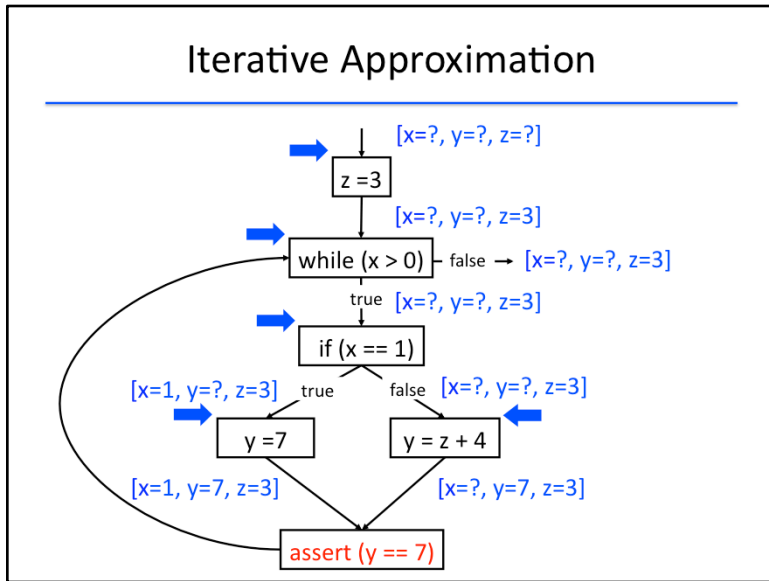 Iterative Approximation
[x=?, y=?, z=?]
z =3
[x=?, y=?, z=3]
while (x > 0)
false
[x=?, y=?, z=3]
true
[x=?, y=?, z=3]
if (x == 1)
[x=1, y=?, z=3]
true
false
[x=?, y=?, z=3]
y =7
y = z + 4
[x=1, y=7, z=3]
[x=?, y=7, z=3]
assert (y == 7)